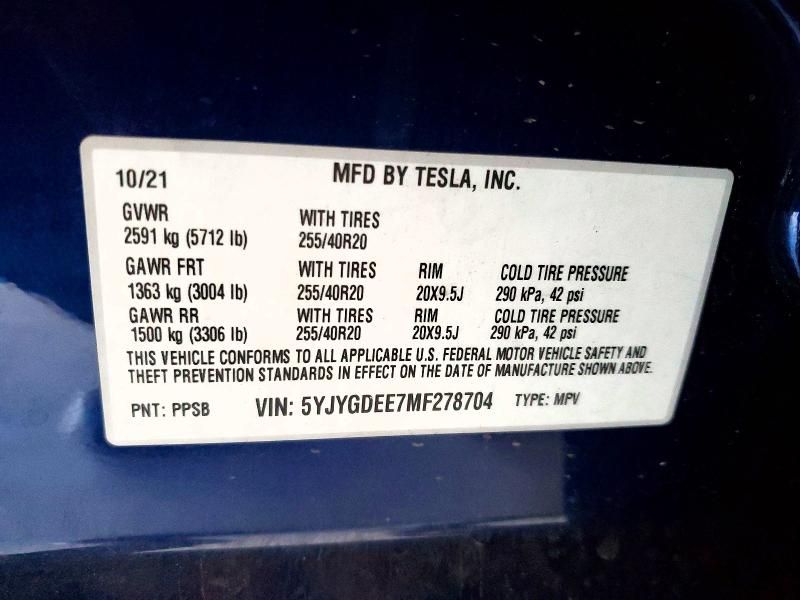 10/21 MFD BY TESLA, INC.
GVWR WITH TIRES
2591 kg (5712 lb) 255/40R20
GAWR FRT WITH TIRES RIM COLD TIRE PRESSURE
1363 kg (3004 lb) 255/40R20 20X9.5J 290 kPa, 42 psi
GAWR RR WITH TIRES RIM COLD TIRE PRESSURE
1500 kg (3306 lb) 255/40R20 20X9.5J 290 kPa, 42 psi
THIS VEHICLE CONFORMS TO ALL APPLICABLE U.S. FEDERAL MOTOR VEHICLE SAFETY AND
THEFT PREVENTION STANDARDS IN EFFECT ON THE DATE OF MANUFACTURE SHOWN ABOVE.
PNT: PPSB VIN: 5YJYGDEE7MF278704 TYPE: MPV